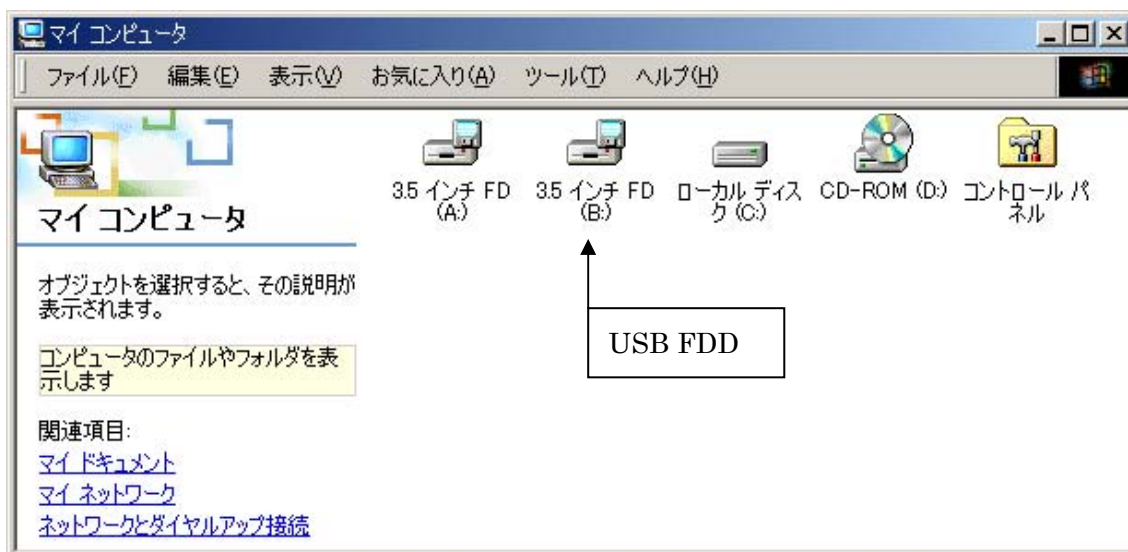 マイ コンピュータ
ファイル(F) 編集(E) 表示(V) お気に入り(A) ツール(T) ヘルプ(H)
3.5 インチ FD
(A:)
3.5 インチ FD
(B:)
ローカル ディス
ク (C:)
CD-ROM (D:)
コントロール パ
ネル
マイ コンピュータ
オブジェクトを選択すると、その説明が
表示されます。
コンピュータのファイルやフォルダを表
示します
関連項目:
マイ ドキュメント
マイ ネットワーク
ネットワークとダイヤルアップ接続
USB FDD